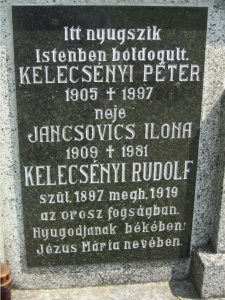 Itt nyugszik
Istenben boldogult.
KELECSÉNYI PÉTER
1905 † 1997
neje
JANCSOVICS ILONA
1909 † 1981
KELECSÉNYI RUDOLF
szül. 1897 megh. 1919
az orosz fogságban.
Nyugodjanak békében!
Jézus Mária nevében.